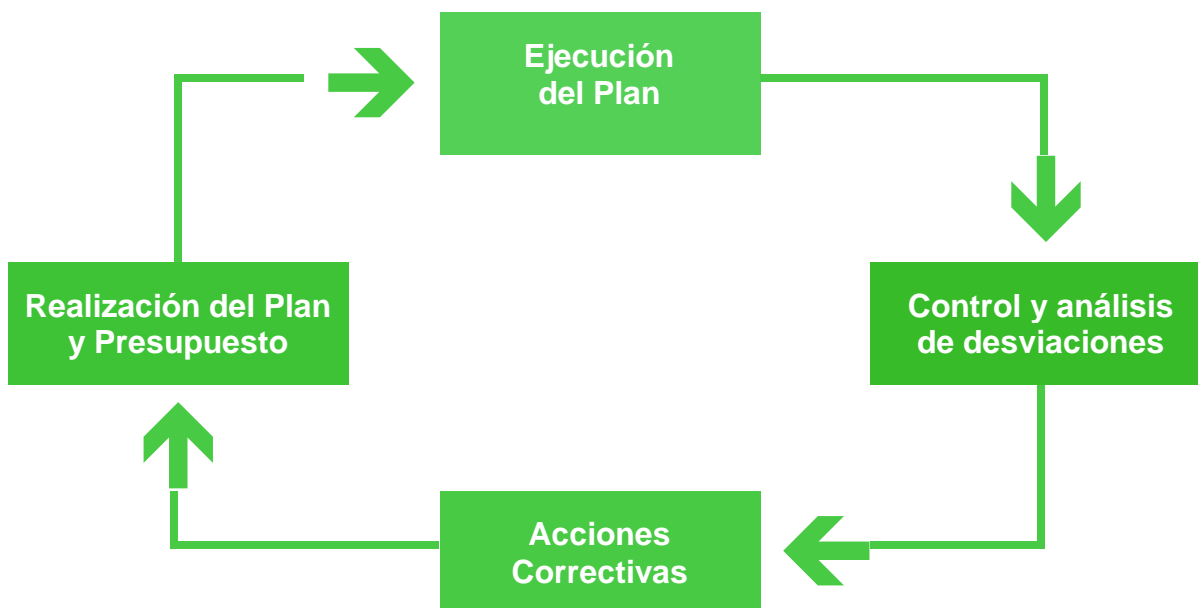 Ejecución
del Plan
Realización del Plan
y Presupuesto
Control y análisis
de desviaciones
Acciones
Correctivas